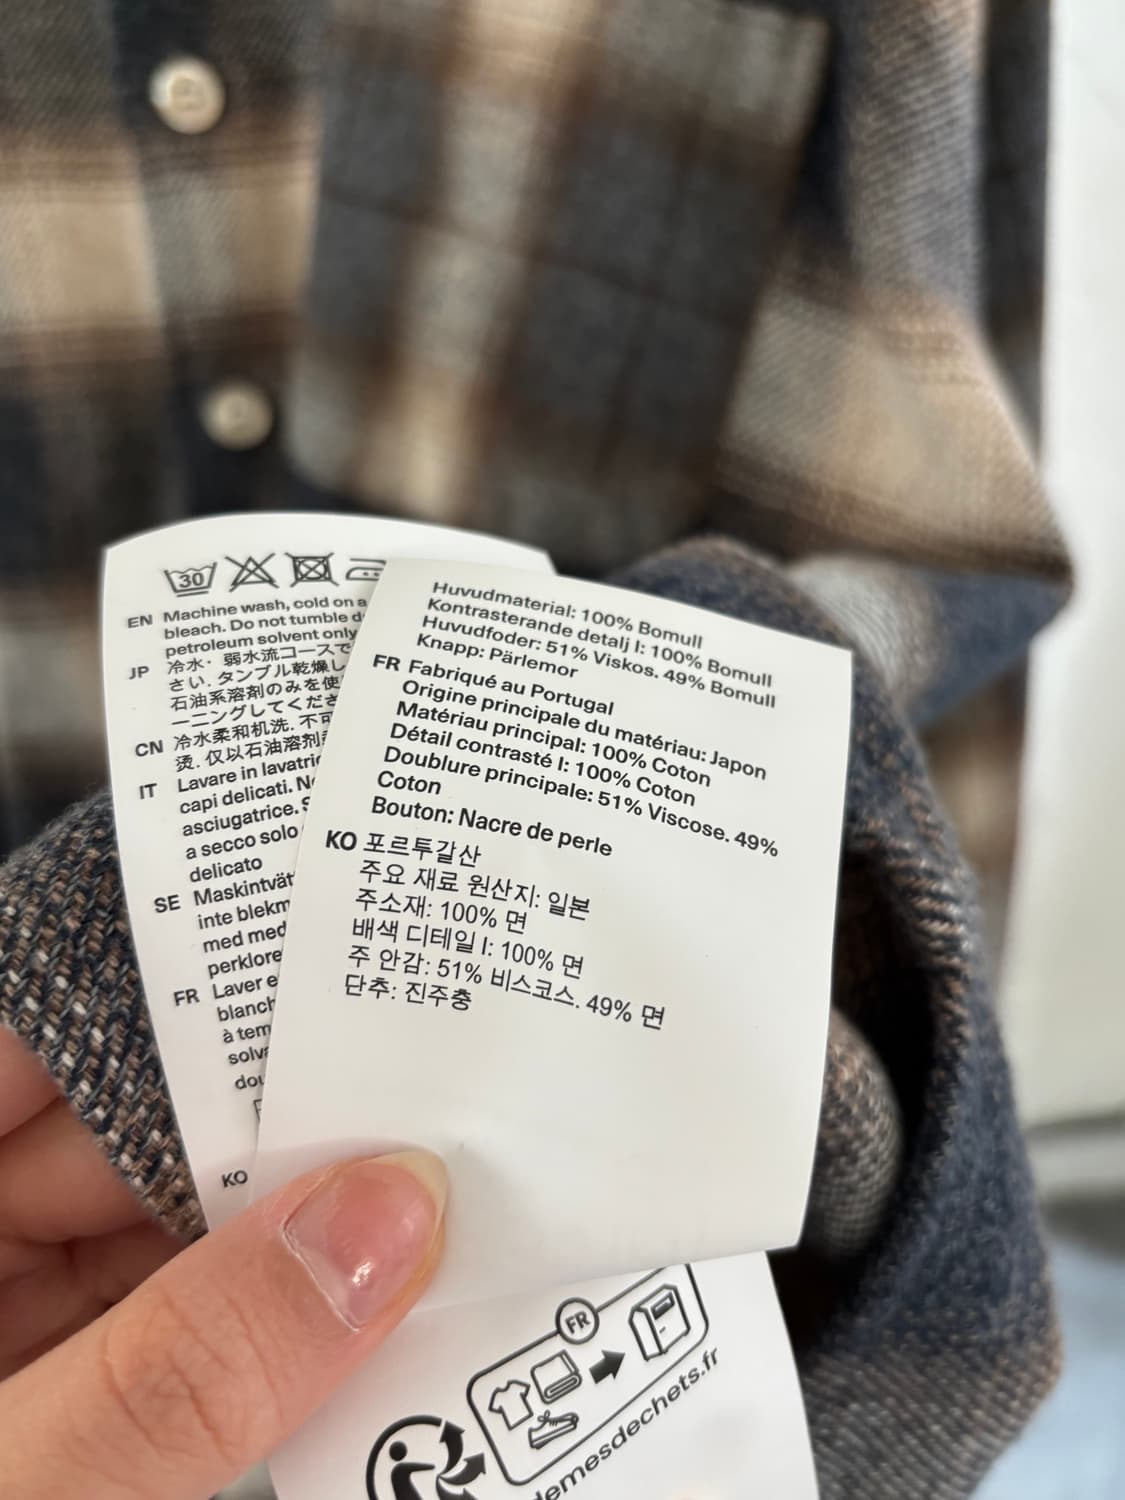 30
EN Machine wash, cold on a
bleach. Do not tumble d
petroleum solvent only
JP 冷水・弱水流コースで
さい. タンブル乾燥し
石油系溶剤のみを使
ーニングしてくださ
CN 冷水柔和机洗. 不可
烫. 仅以石油溶剂
IT Lavare in lavatri
capi delicati. N
asciugatrice. S
a secco solo
delicato
SE Maskintvät
inte blekm
med med
perklore
FR Laver e
blanch
à tem
solva
dou
KO
Huvudmaterial: 100% Bomull
Kontrasterande detalj I: 100% Bomull
Huvudfoder: 51% Viskos. 49% Bomull
Knapp: Pärlemor
FR Fabriqué au Portugal
Origine principale du matériau: Japon
Matériau principal: 100% Coton
Détail contrasté I: 100% Coton
Doublure principale: 51% Viscose. 49%
Coton
Bouton: Nacre de perle
KO 포르투갈산
주요 재료 원산지: 일본
주소재: 100% 면
배색 디테일 I: 100% 면
주 안감: 51% 비스코스. 49% 면
단추: 진주층
FR
demesdechets.fr